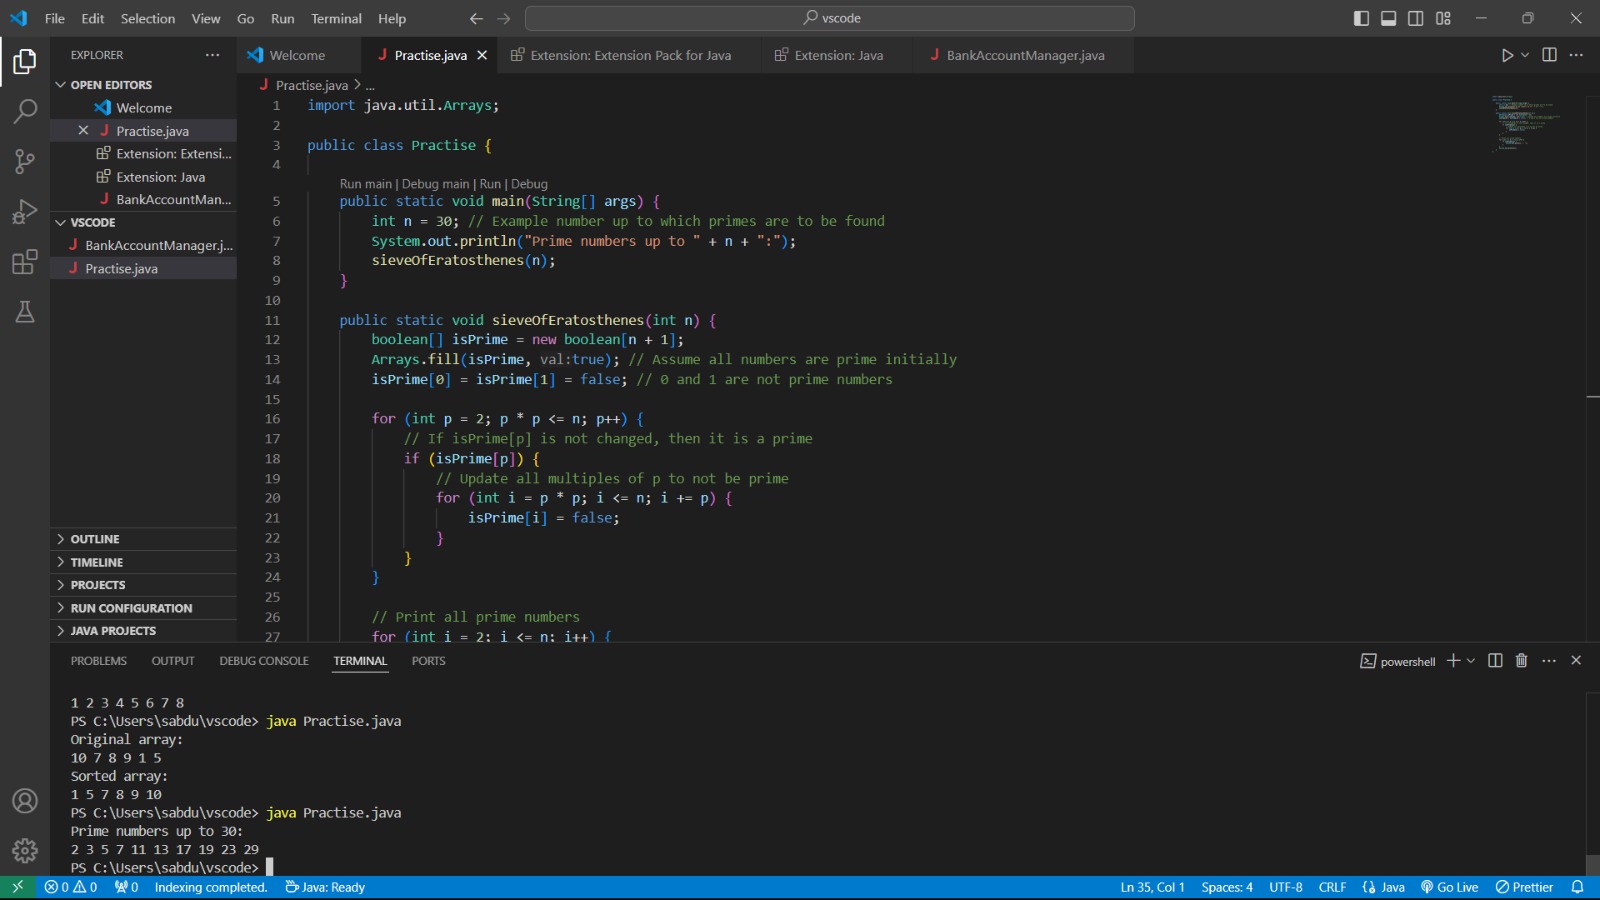 File Edit Selection View Go Run Terminal Help
vscode
EXPLORER
Welcome
Practise.java
Extension: Extension Pack for Java
Extension: Java
BankAccountManager.java
OPEN EDITORS
Welcome
Practise.java
Extension: Extensi...
Extension: Java
BankAccountMan...
VSCODE
BankAccountManager.j...
Practise.java
OUTLINE
TIMELINE
PROJECTS
RUN CONFIGURATION
JAVA PROJECTS
Practise.java > ...
1 import java.util.Arrays;
2
3 public class Practise {
4
Run main | Debug main | Run | Debug
5 public static void main(String[] args) {
6 int n = 30; // Example number up to which primes are to be found
7 System.out.println("Prime numbers up to " + n + ":");
8 sieveOfEratosthenes(n);
9 }
10
11 public static void sieveOfEratosthenes(int n) {
12 boolean[] isPrime = new boolean[n + 1];
13 Arrays.fill(isPrime, val:true); // Assume all numbers are prime initially
14 isPrime[0] = isPrime[1] = false; // 0 and 1 are not prime numbers
15
16 for (int p = 2; p * p <= n; p++) {
17 // If isPrime[p] is not changed, then it is a prime
18 if (isPrime[p]) {
19 // Update all multiples of p to not be prime
20 for (int i = p * p; i <= n; i += p) {
21 isPrime[i] = false;
22 }
23 }
24 }
25
26 // Print all prime numbers
27 for (int i = 2; i <= n; i++) {
PROBLEMS OUTPUT DEBUG CONSOLE TERMINAL PORTS
powershell
1 2 3 4 5 6 7 8
PS C:\Users\sabdu\vscode> java Practise.java
Original array:
10 7 8 9 1 5
Sorted array:
1 5 7 8 9 10
PS C:\Users\sabdu\vscode> java Practise.java
Prime numbers up to 30:
2 3 5 7 11 13 17 19 23 29
PS C:\Users\sabdu\vscode>
0 0 0 Indexing completed. Java: Ready Ln 35, Col 1 Spaces: 4 UTF-8 CRLF Java Go Live Prettier